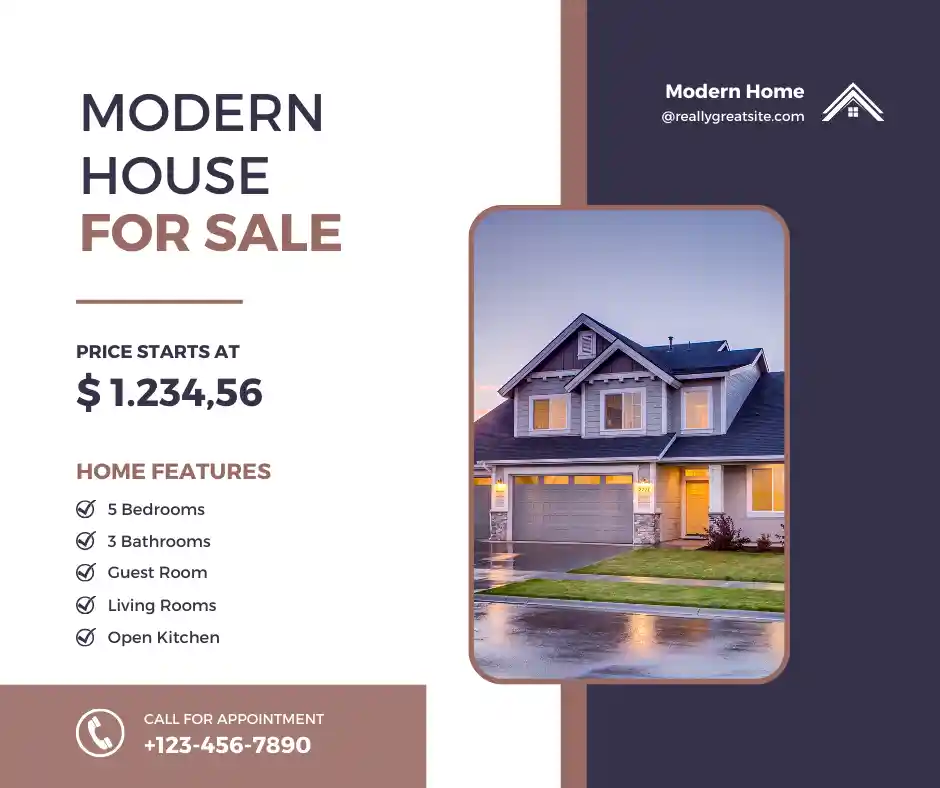 MODERN
HOUSE
FOR SALE
PRICE STARTS AT
$ 1.234,56
HOME FEATURES
5 Bedrooms
3 Bathrooms
Guest Room
Living Rooms
Open Kitchen
CALL FOR APPOINTMENT
+123-456-7890
Modern Home
@reallygreatsite.com